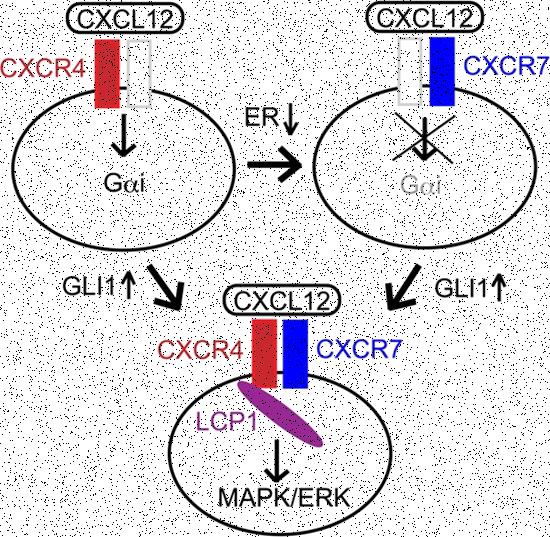 CXCL12
CXCL12
CXCR4
CXCR7
ER↓
Gαi
Gαi
GLI1↑
GLI1↑
CXCL12
CXCR4
CXCR7
LCP1
MAPK/ERK